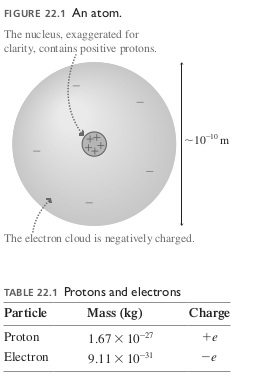 FIGURE 22.1 An atom.
The nucleus, exaggerated for
clarity, contains positive protons.
~10⁻¹⁰ m
The electron cloud is negatively charged.
TABLE 22.1 Protons and electrons
Particle Mass (kg) Charge
Proton 1.67 × 10⁻²⁷ +e
Electron 9.11 × 10⁻³¹ −e